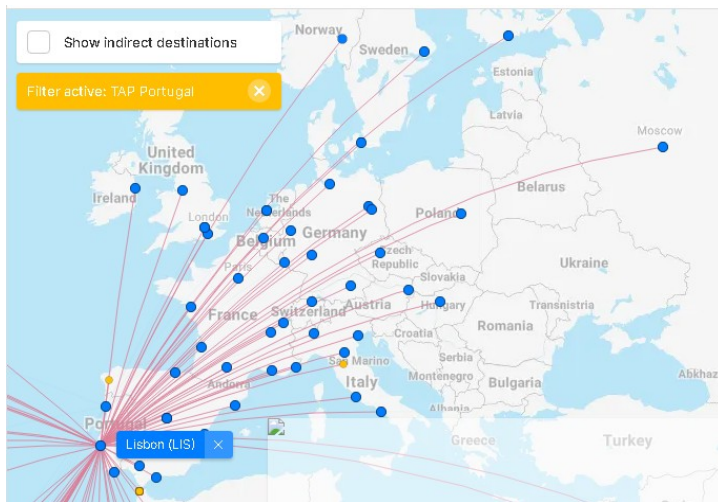 Show indirect destinations
Filter active: TAP Portugal
Norway
Sweden
Estonia
Latvia
Moscow
United
Kingdom
Ireland
London
The
Netherlands
Belgium
Germany
Poland
Belarus
Paris
Czech
Republic
Slovakia
Ukraine
France
Switzerland
Austria
Hungary
Transnistria
Romania
Croatia
Serbia
San Marino
Montenegro
Bulgaria
Abkhaz
Andorra
Italy
Albania
Portugal
Lisbon (LIS)
Greece
Turkey